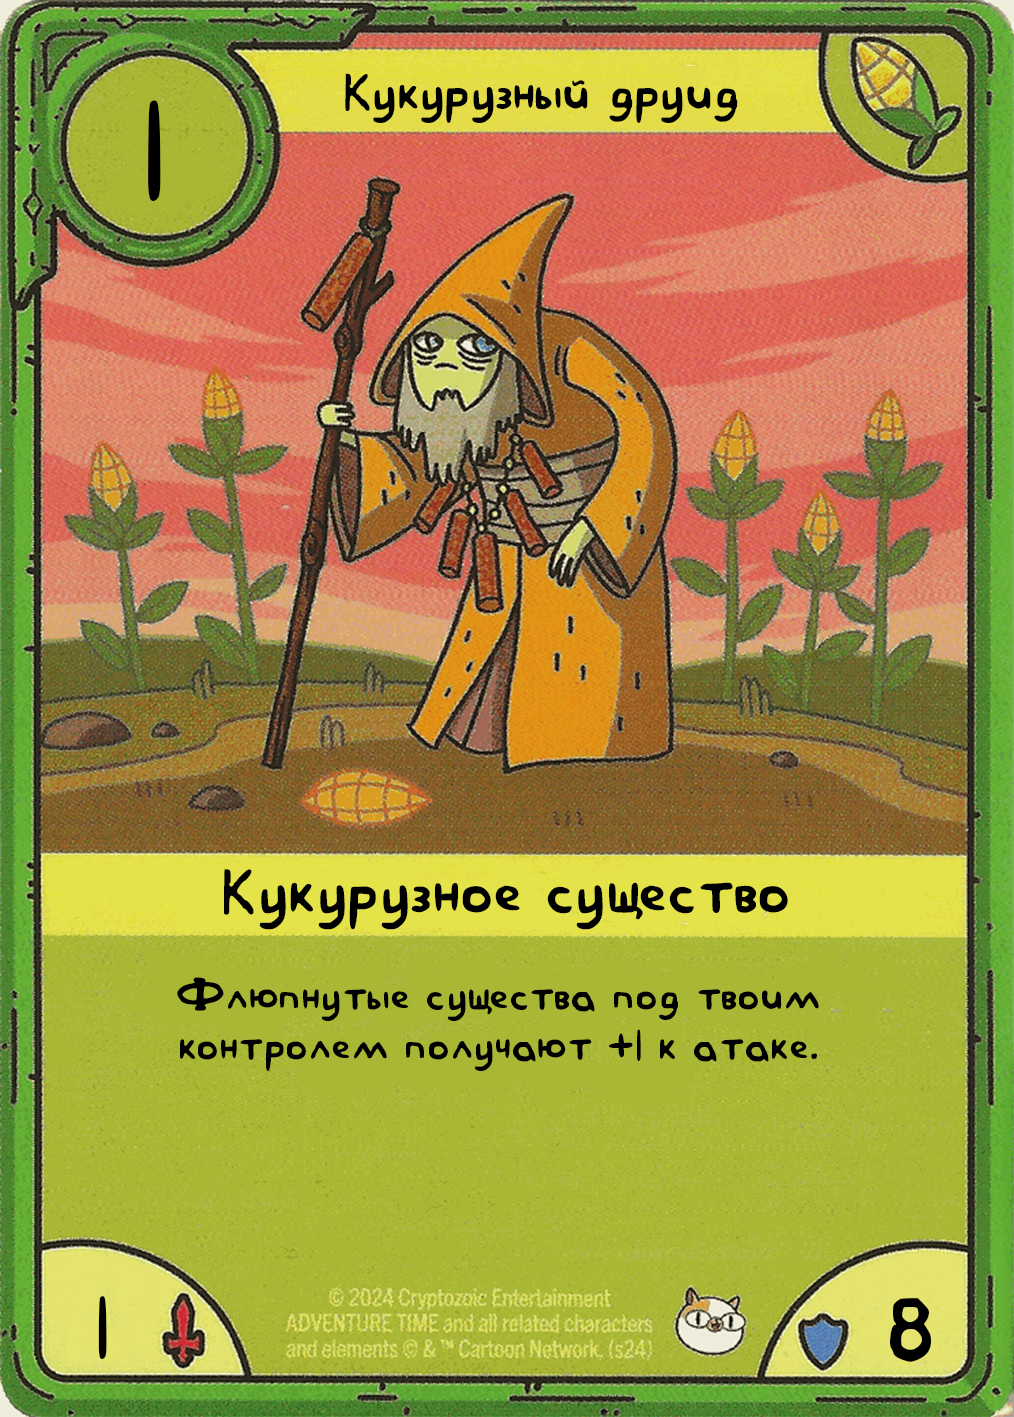 1
Кукурузный друид
Кукурузное существо
Флюпнутые существа под твоим
контролем получают +1 к атаке.
© 2024 Cryptozoic Entertainment
ADVENTURE TIME and all related characters
and elements © & ™ Cartoon Network. (s24)
1
8